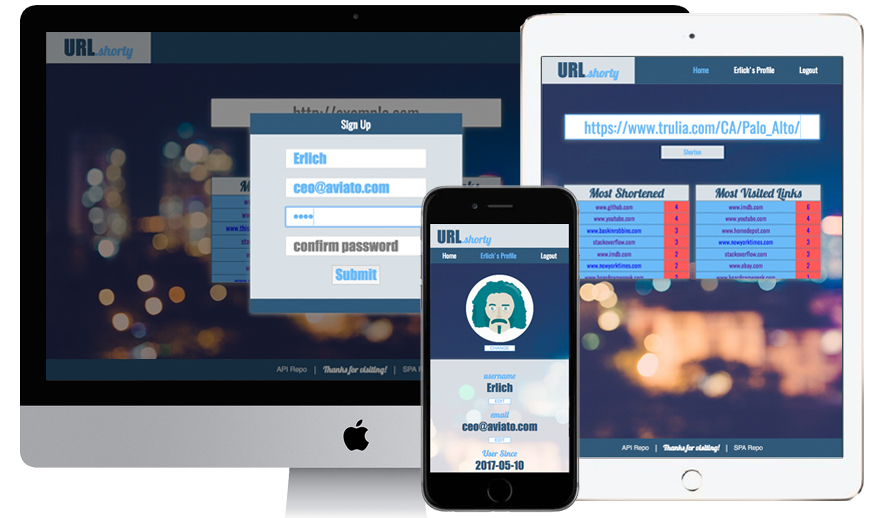 URL.shorty
http://example.com
Sign Up
Erlich
ceo@aviato.com
••••
confirm password
Submit
API Repo | Thanks for visiting! | SPA
URL.shorty
Home Erlich's Profile Logout
CHANGE
username
Erlich
EDIT
email
ceo@aviato.com
EDIT
User Since
2017-05-10
URL.shorty
Home Erlich's Profile Logout
https://www.trulia.com/CA/Palo_Alto/
Shorten
Most Shortened
www.github.com 4
www.youtube.com 4
www.baskinrobbins.com 3
stackoverflow.com 3
www.imdb.com 2
www.newyorktimes.com 2
Most Visited Links
www.imdb.com 6
www.youtube.com 4
www.homedepot.com 4
www.newyorktimes.com 3
stackoverflow.com 3
www.ebay.com 2
API Repo | Thanks for visiting! | SPA Repo